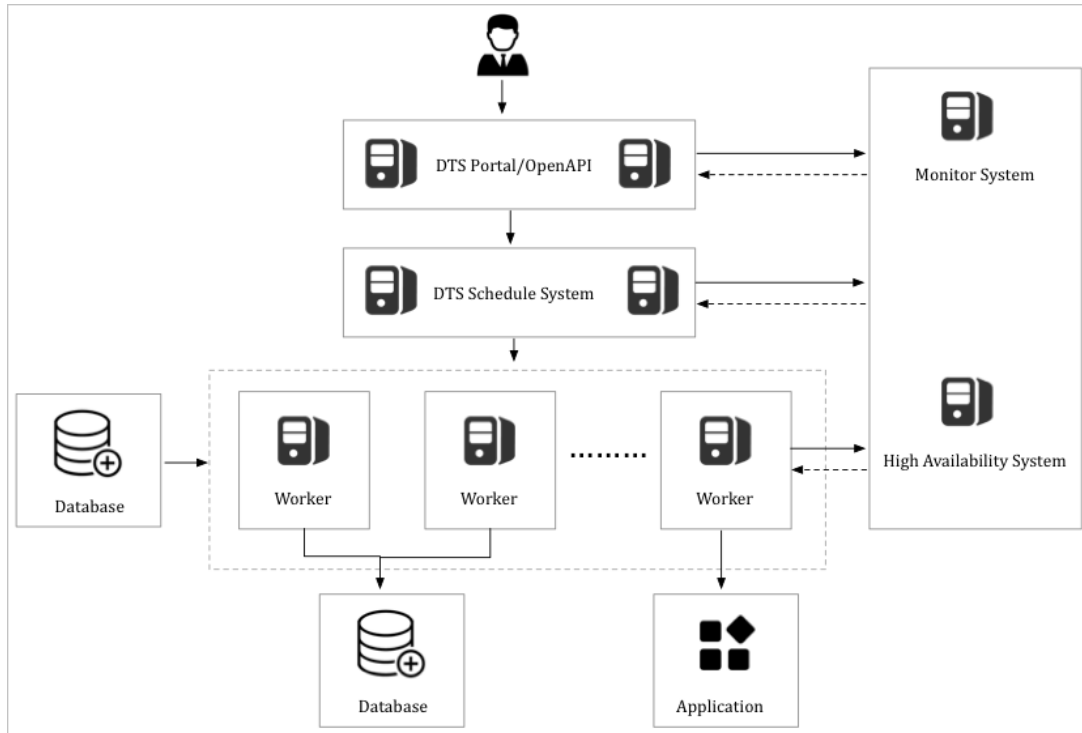 DTS Portal/OpenAPI
Monitor System
DTS Schedule System
High Availability System
Database
Worker
Worker
.........
Worker
Database
Application